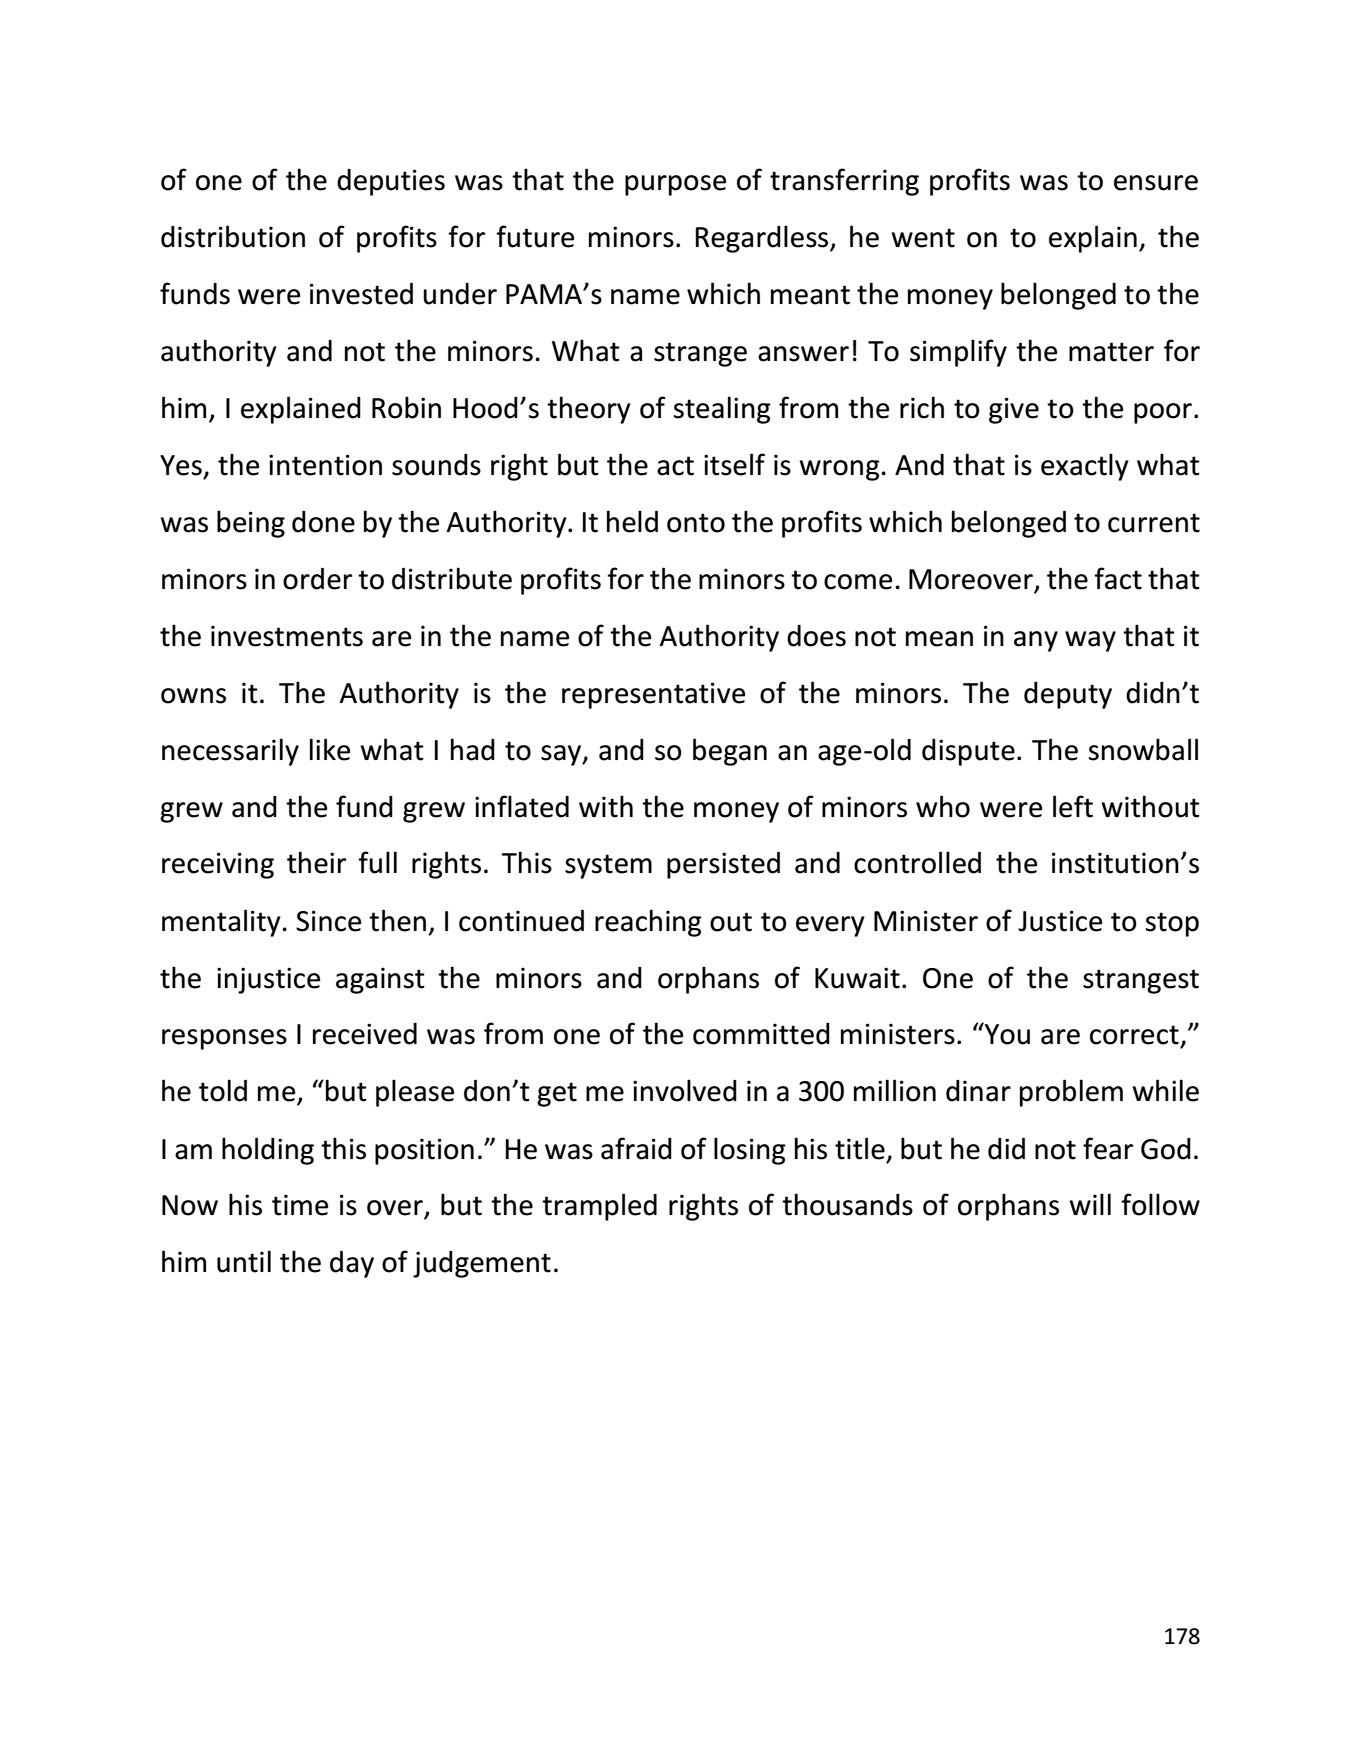 of one of the deputies was that the purpose of transferring profits was to ensure
distribution of profits for future minors. Regardless, he went on to explain, the
funds were invested under PAMA’s name which meant the money belonged to the
authority and not the minors. What a strange answer! To simplify the matter for
him, I explained Robin Hood’s theory of stealing from the rich to give to the poor.
Yes, the intention sounds right but the act itself is wrong. And that is exactly what
was being done by the Authority. It held onto the profits which belonged to current
minors in order to distribute profits for the minors to come. Moreover, the fact that
the investments are in the name of the Authority does not mean in any way that it
owns it. The Authority is the representative of the minors. The deputy didn’t
necessarily like what I had to say, and so began an age-old dispute. The snowball
grew and the fund grew inflated with the money of minors who were left without
receiving their full rights. This system persisted and controlled the institution’s
mentality. Since then, I continued reaching out to every Minister of Justice to stop
the injustice against the minors and orphans of Kuwait. One of the strangest
responses I received was from one of the committed ministers. “You are correct,”
he told me, “but please don’t get me involved in a 300 million dinar problem while
I am holding this position.” He was afraid of losing his title, but he did not fear God.
Now his time is over, but the trampled rights of thousands of orphans will follow
him until the day of judgement.
178